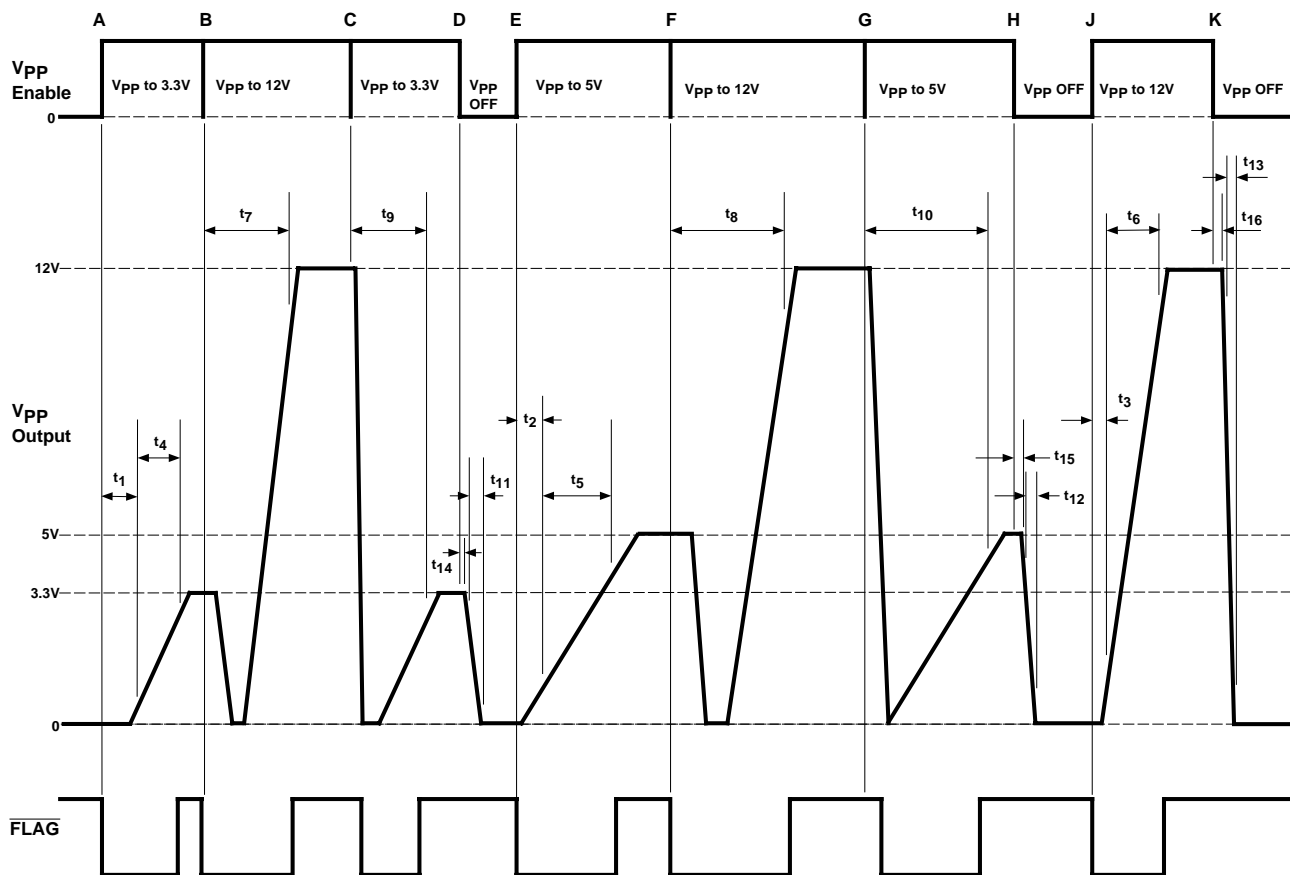 A B C D E F G H J K
VPP
Enable
VPP to 3.3V VPP to 12V VPP to 3.3V VPP OFF VPP to 5V VPP to 12V VPP to 5V VPP OFF VPP to 12V VPP OFF
0
t13
t7 t9 t8 t10 t6 t16
12V
VPP
Output
t2 t3
t4
t15
t1 t11 t5 t12
5V
t14
3.3V
0
FLAG